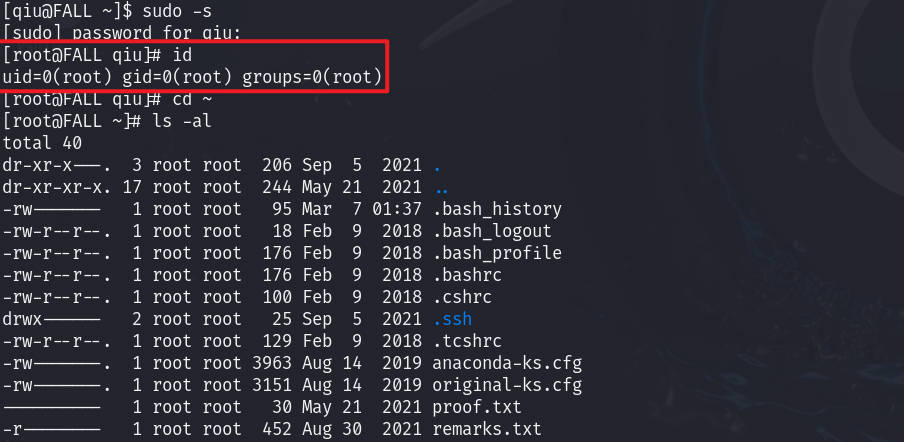 [qiu@FALL ~]$ sudo -s
[sudo] password for qiu:
[root@FALL qiu]# id
uid=0(root) gid=0(root) groups=0(root)
[root@FALL qiu]# cd ~
[root@FALL ~]# ls -al
total 40
dr-xr-x---.  3 root root  206 Sep  5  2021 .
dr-xr-xr-x. 17 root root  244 May 21  2021 ..
-rw-------   1 root root   95 Mar  7 01:37 .bash_history
-rw-r--r--.  1 root root   18 Feb  9  2018 .bash_logout
-rw-r--r--.  1 root root  176 Feb  9  2018 .bash_profile
-rw-r--r--.  1 root root  176 Feb  9  2018 .bashrc
-rw-r--r--.  1 root root  100 Feb  9  2018 .cshrc
drwx------   2 root root   25 Sep  5  2021 .ssh
-rw-r--r--.  1 root root  129 Feb  9  2018 .tcshrc
-rw-------.  1 root root 3963 Aug 14  2019 anaconda-ks.cfg
-rw-------.  1 root root 3151 Aug 14  2019 original-ks.cfg
----------   1 root root   30 May 21  2021 proof.txt
-r--------   1 root root  452 Aug 30  2021 remarks.txt